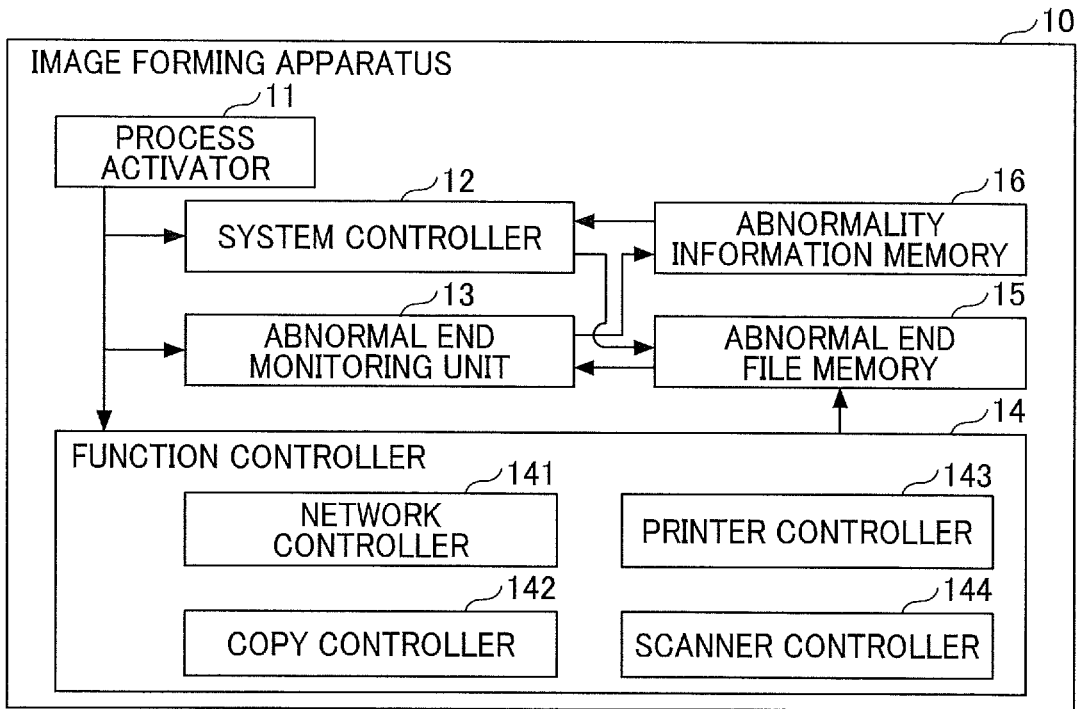 10
IMAGE FORMING APPARATUS
11
PROCESS
ACTIVATOR
12
SYSTEM CONTROLLER
16
ABNORMALITY
INFORMATION MEMORY
13
ABNORMAL END
MONITORING UNIT
15
ABNORMAL END
FILE MEMORY
14
FUNCTION CONTROLLER
141
NETWORK
CONTROLLER
143
PRINTER CONTROLLER
142
COPY CONTROLLER
144
SCANNER CONTROLLER